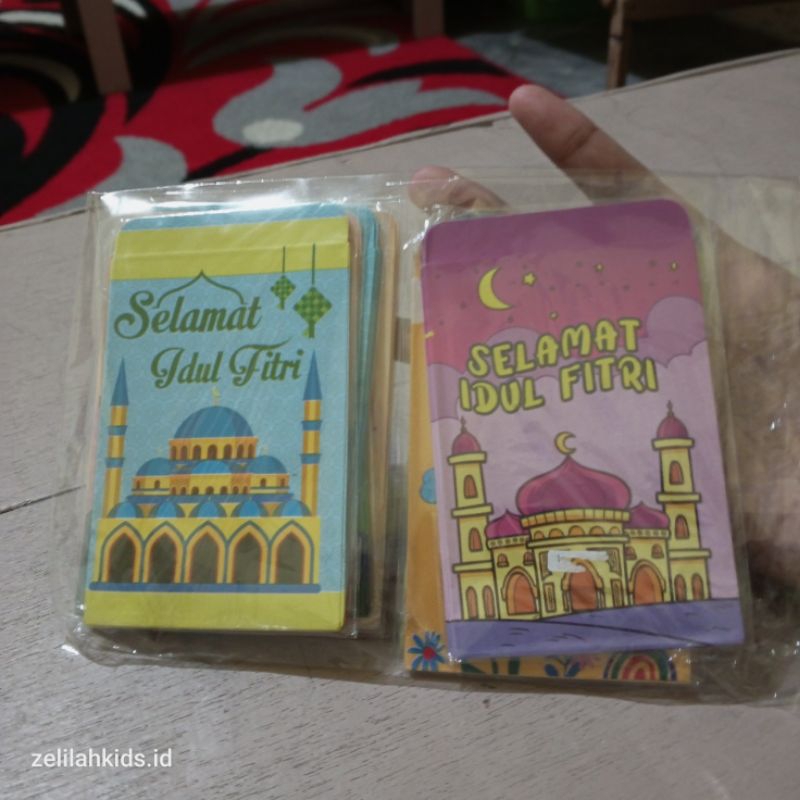 Selamat
Idul Fitri
SELAMAT
IDUL FITRI
zelilahkids.id